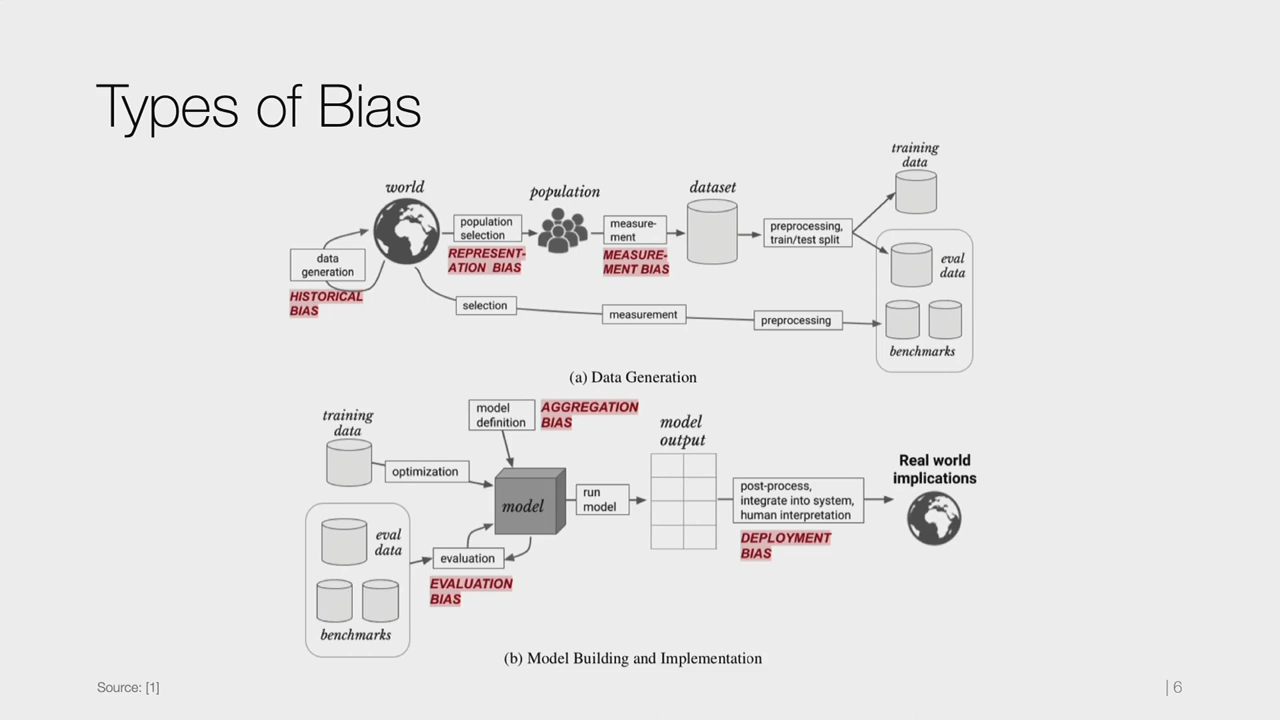 Types of Bias
training
data
world
population
dataset
population
selection
measure-
ment
preprocessing,
train/test split
data
generation
REPRESENT-
ATION BIAS
MEASURE-
MENT BIAS
eval
data
HISTORICAL
BIAS
selection
measurement
preprocessing
benchmarks
(a) Data Generation
training
data
model
definition
AGGREGATION
BIAS
model
output
optimization
model
run
model
post-process,
integrate into system,
human interpretation
Real world
implications
DEPLOYMENT
BIAS
eval
data
evaluation
EVALUATION
BIAS
benchmarks
(b) Model Building and Implementation
Source: [1]
| 6